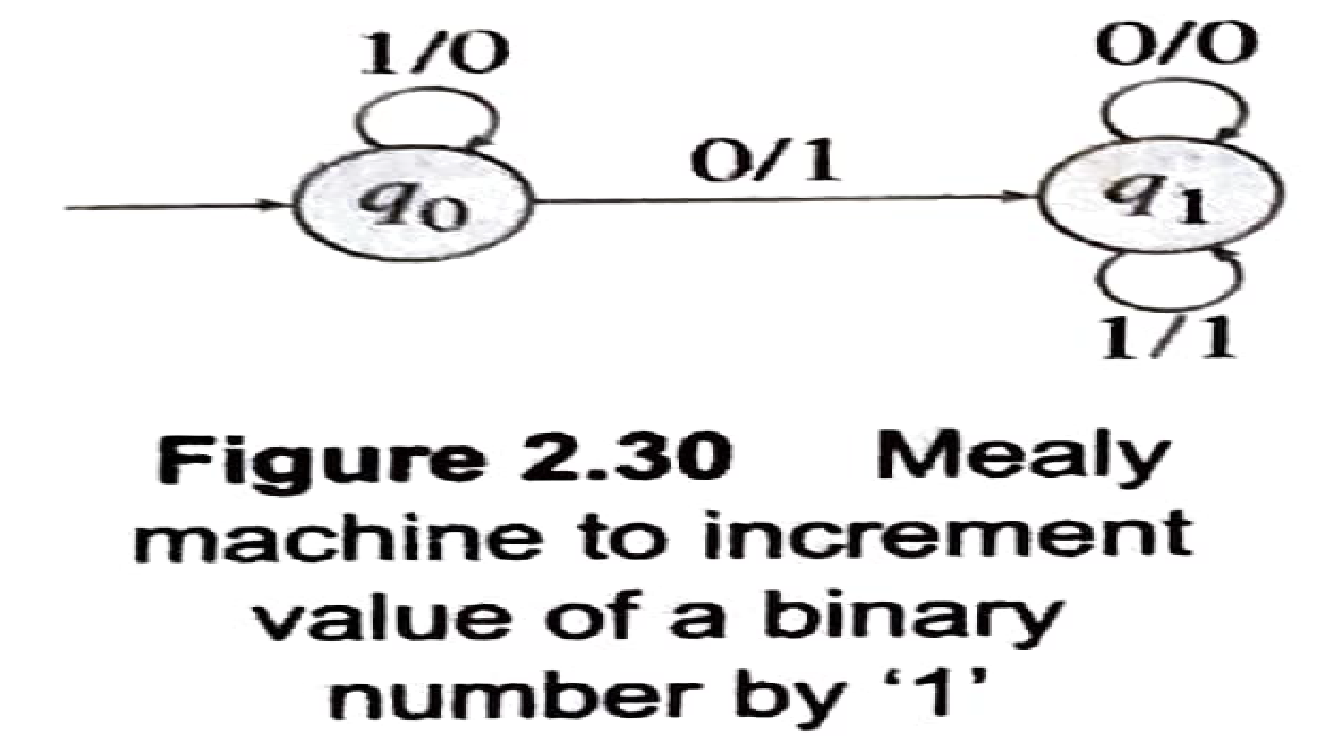 1/0
0/0
0/1
q0
q1
1/1
Figure 2.30 Mealy
machine to increment
value of a binary
number by ‘1’